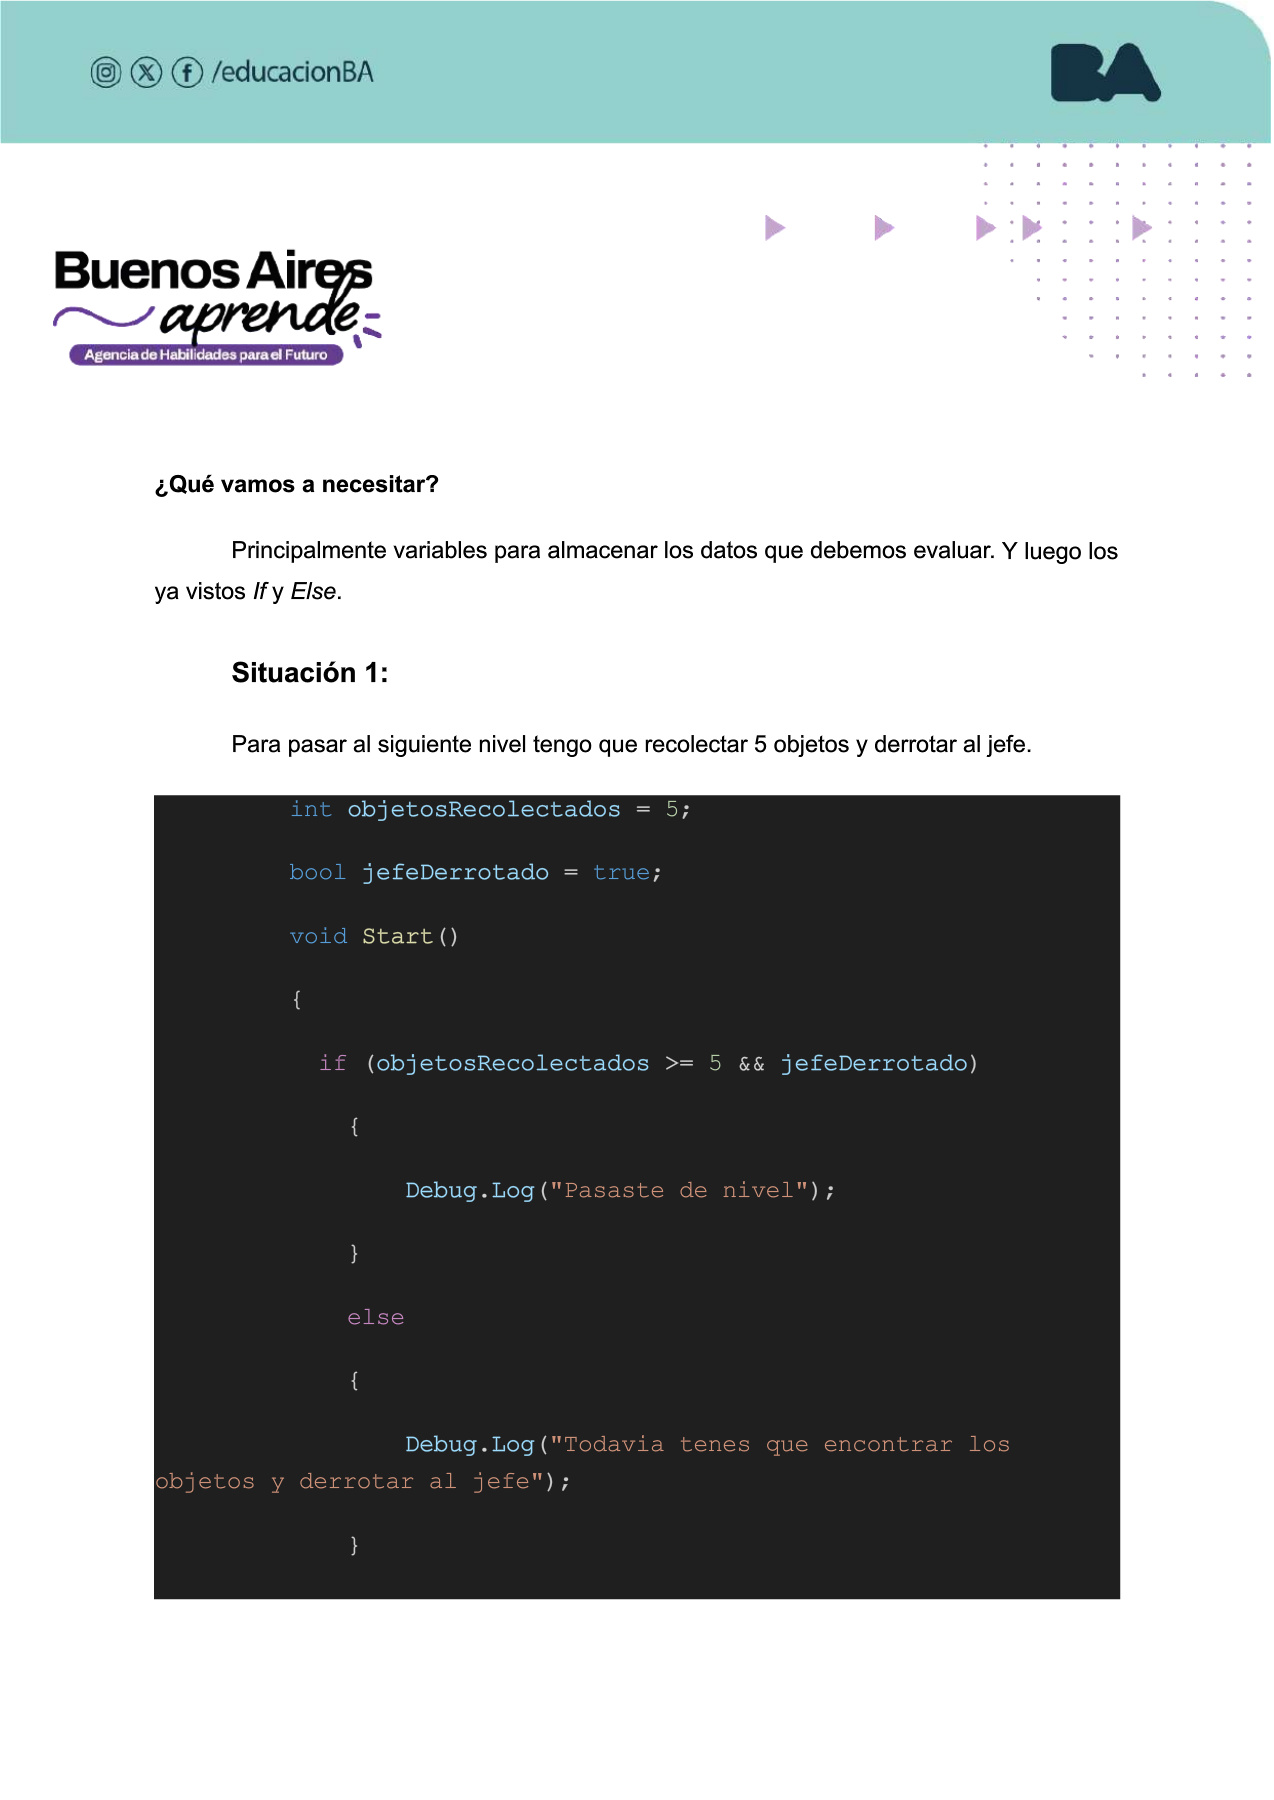 /educacionBA
BA
Buenos Aires
aprende
Agencia de Habilidades para el Futuro
¿Qué vamos a necesitar?
Principalmente variables para almacenar los datos que debemos evaluar. Y luego los
ya vistos If y Else.
Situación 1:
Para pasar al siguiente nivel tengo que recolectar 5 objetos y derrotar al jefe.
int objetosRecolectados = 5;
bool jefeDerrotado = true;
void Start()
{
if (objetosRecolectados >= 5 && jefeDerrotado)
{
Debug.Log("Pasaste de nivel");
}
else
{
Debug.Log("Todavia tenes que encontrar los
objetos y derrotar al jefe");
}